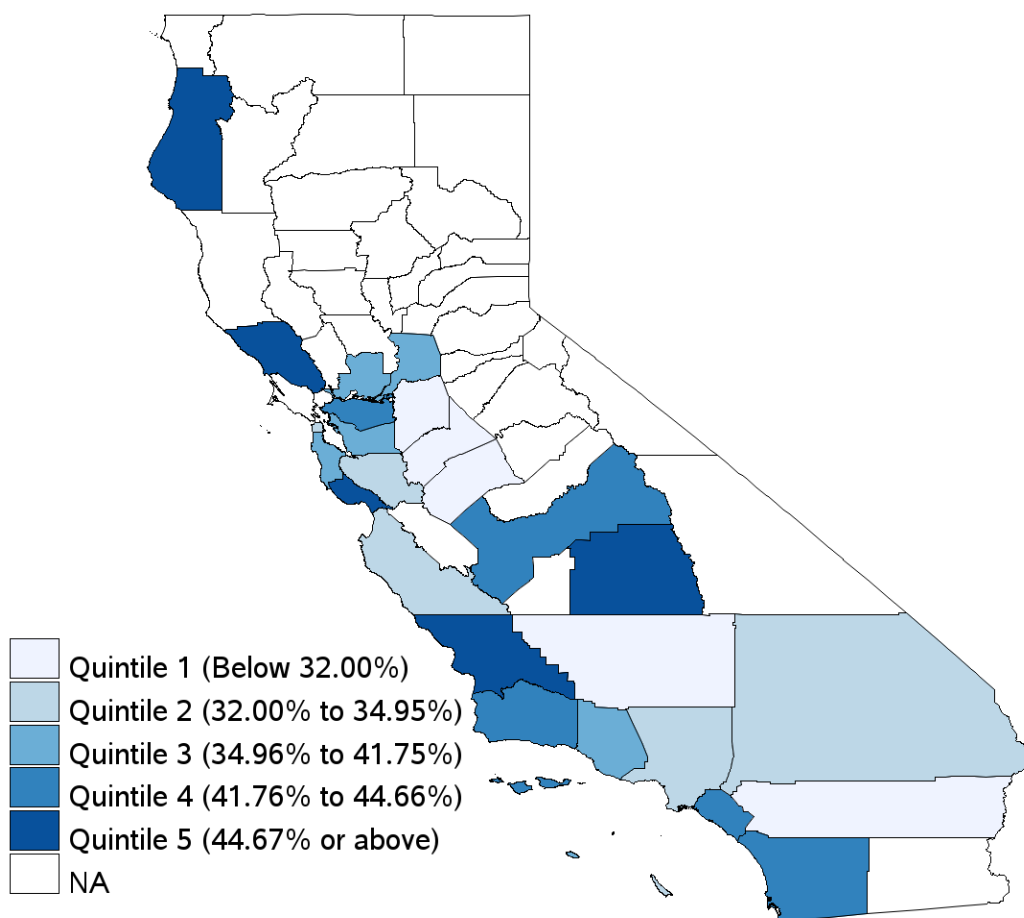 Quintile 1 (Below 32.00%)
Quintile 2 (32.00% to 34.95%)
Quintile 3 (34.96% to 41.75%)
Quintile 4 (41.76% to 44.66%)
Quintile 5 (44.67% or above)
NA